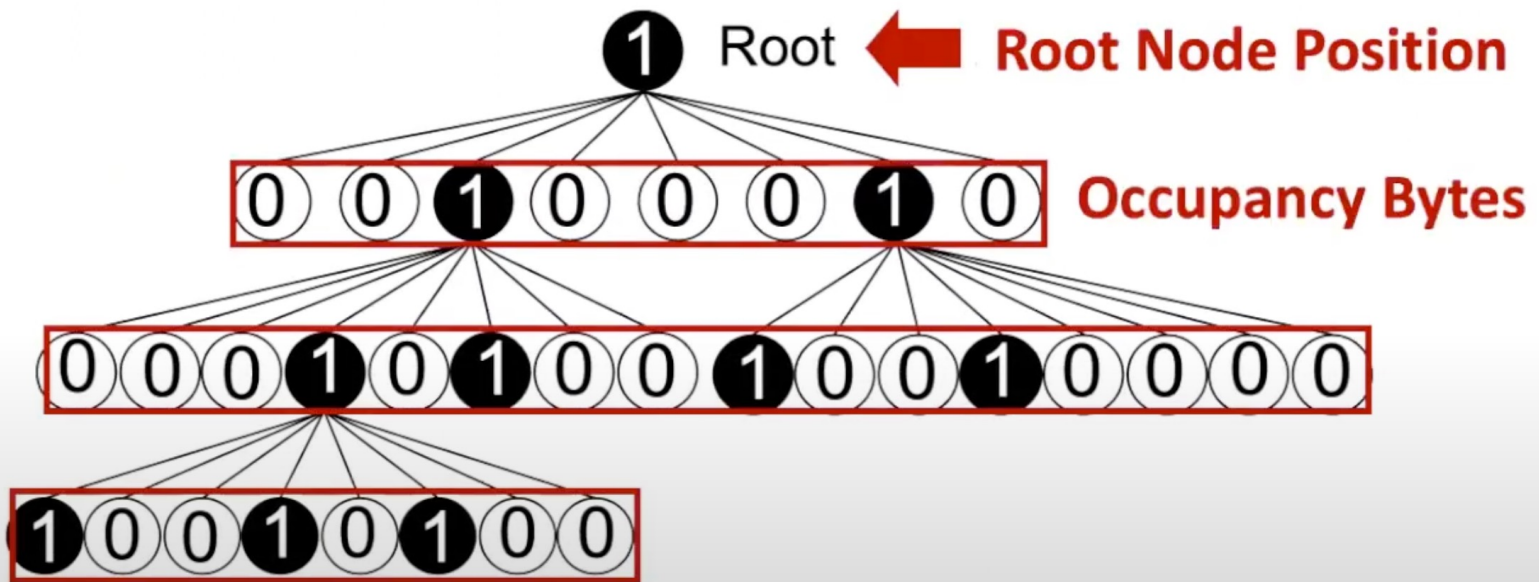 1 Root Root Node Position
0 0 1 0 0 0 1 0 Occupancy Bytes
0 0 0 1 0 1 0 0 1 0 0 1 0 0 0 0
1 0 0 1 0 1 0 0